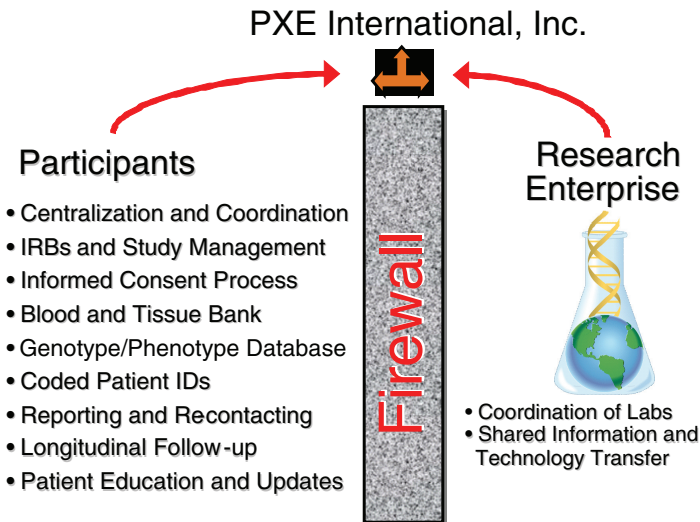 PXE International, Inc.
Participants
• Centralization and Coordination
• IRBs and Study Management
• Informed Consent Process
• Blood and Tissue Bank
• Genotype/Phenotype Database
• Coded Patient IDs
• Reporting and Recontacting
• Longitudinal Follow-up
• Patient Education and Updates
Firewall
Research
Enterprise
• Coordination of Labs
• Shared Information and
Technology Transfer